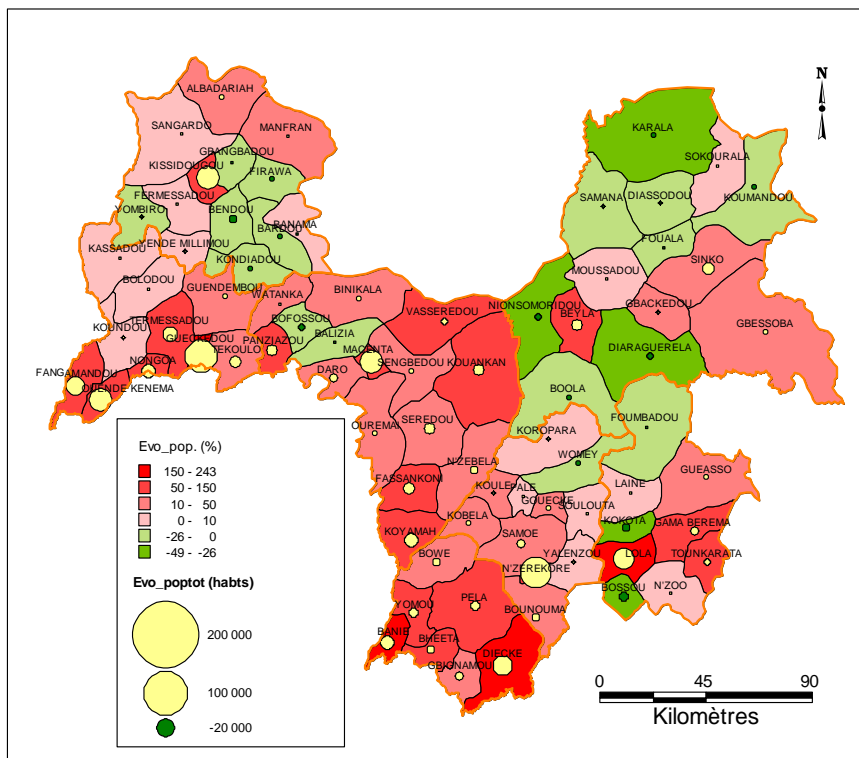 ALBADARIAH
N
SANGARDO
MANFRAN
KARALA
GBANGBADOU
SOKOURALA
KISSIDOUGOU
FIRAWA
FERMESSADOU
DIASSODOU
KOUMANDOU
YOMBIRO
BENDOU
SAMANA
BARDOU
BANAMA
KASSADOU
YENDE MILLIMOU
FOUALA
KONDIADOU
SINKO
BOLODOU
MOUSSADOU
GUENDEMBOU
WATANKA
BINIKALA
NIONSOMORIDOU
GBACKEDOU
TERMESSADOU
BOFOSSOU
VASSEREDOU
BEYLA
GBESSOBA
KOUNDOU
GUECKEDOU
BALIZIA
PANZIAZOU
MACENTA
DIARAGUERELA
NONGOA
TEKOULO
SENGBEDOU
KOUANKAN
FANGAMANDOU
DARO
OUENDE KENEMA
BOOLA
OUREMAI
SEREDOU
FOUMBADOU
KOROPARA
N'ZEBELA
WOMEY
GUEASSO
FASSANKONI
KOULE
PALE
LAINE
GOUECKE
SOULOUTA
KOBELA
KOKOTA
GAMA BEREMA
KOYAMAH
SAMOE
BOWE
YALENZOU
LOLA
TOUNKARATA
N'ZEREKORE
PELA
BOSSOU
N'ZOO
YOMOU
BOUNOUMA
BANIE
BHEETA
DIECKE
GBIGNAMOU
Evo_pop. (%)
150 - 243
50 - 150
10 - 50
0 - 10
-26 - 0
-49 - -26
Evo_poptot (habts)
200 000
100 000
-20 000
0 45 90
Kilomètres